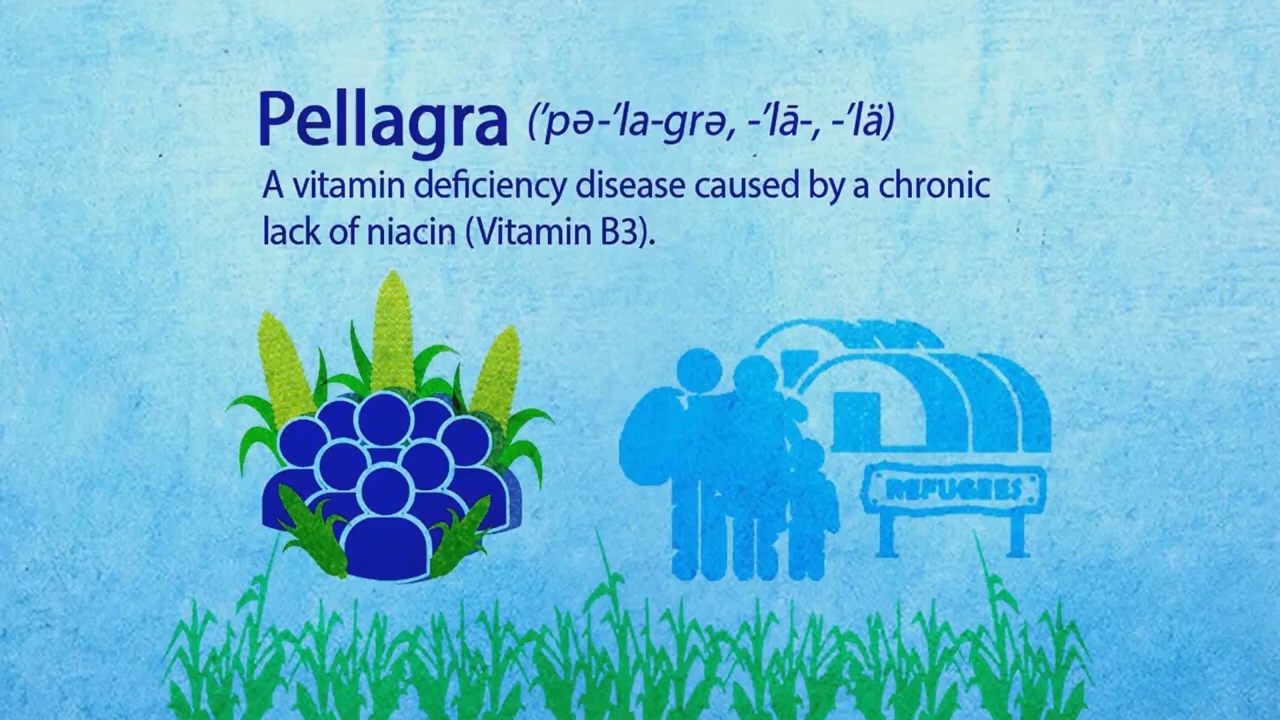 Pellagra (′pə-′la-grə, -′lā-, -′lä)
A vitamin deficiency disease caused by a chronic
lack of niacin (Vitamin B3).
REFUGEES